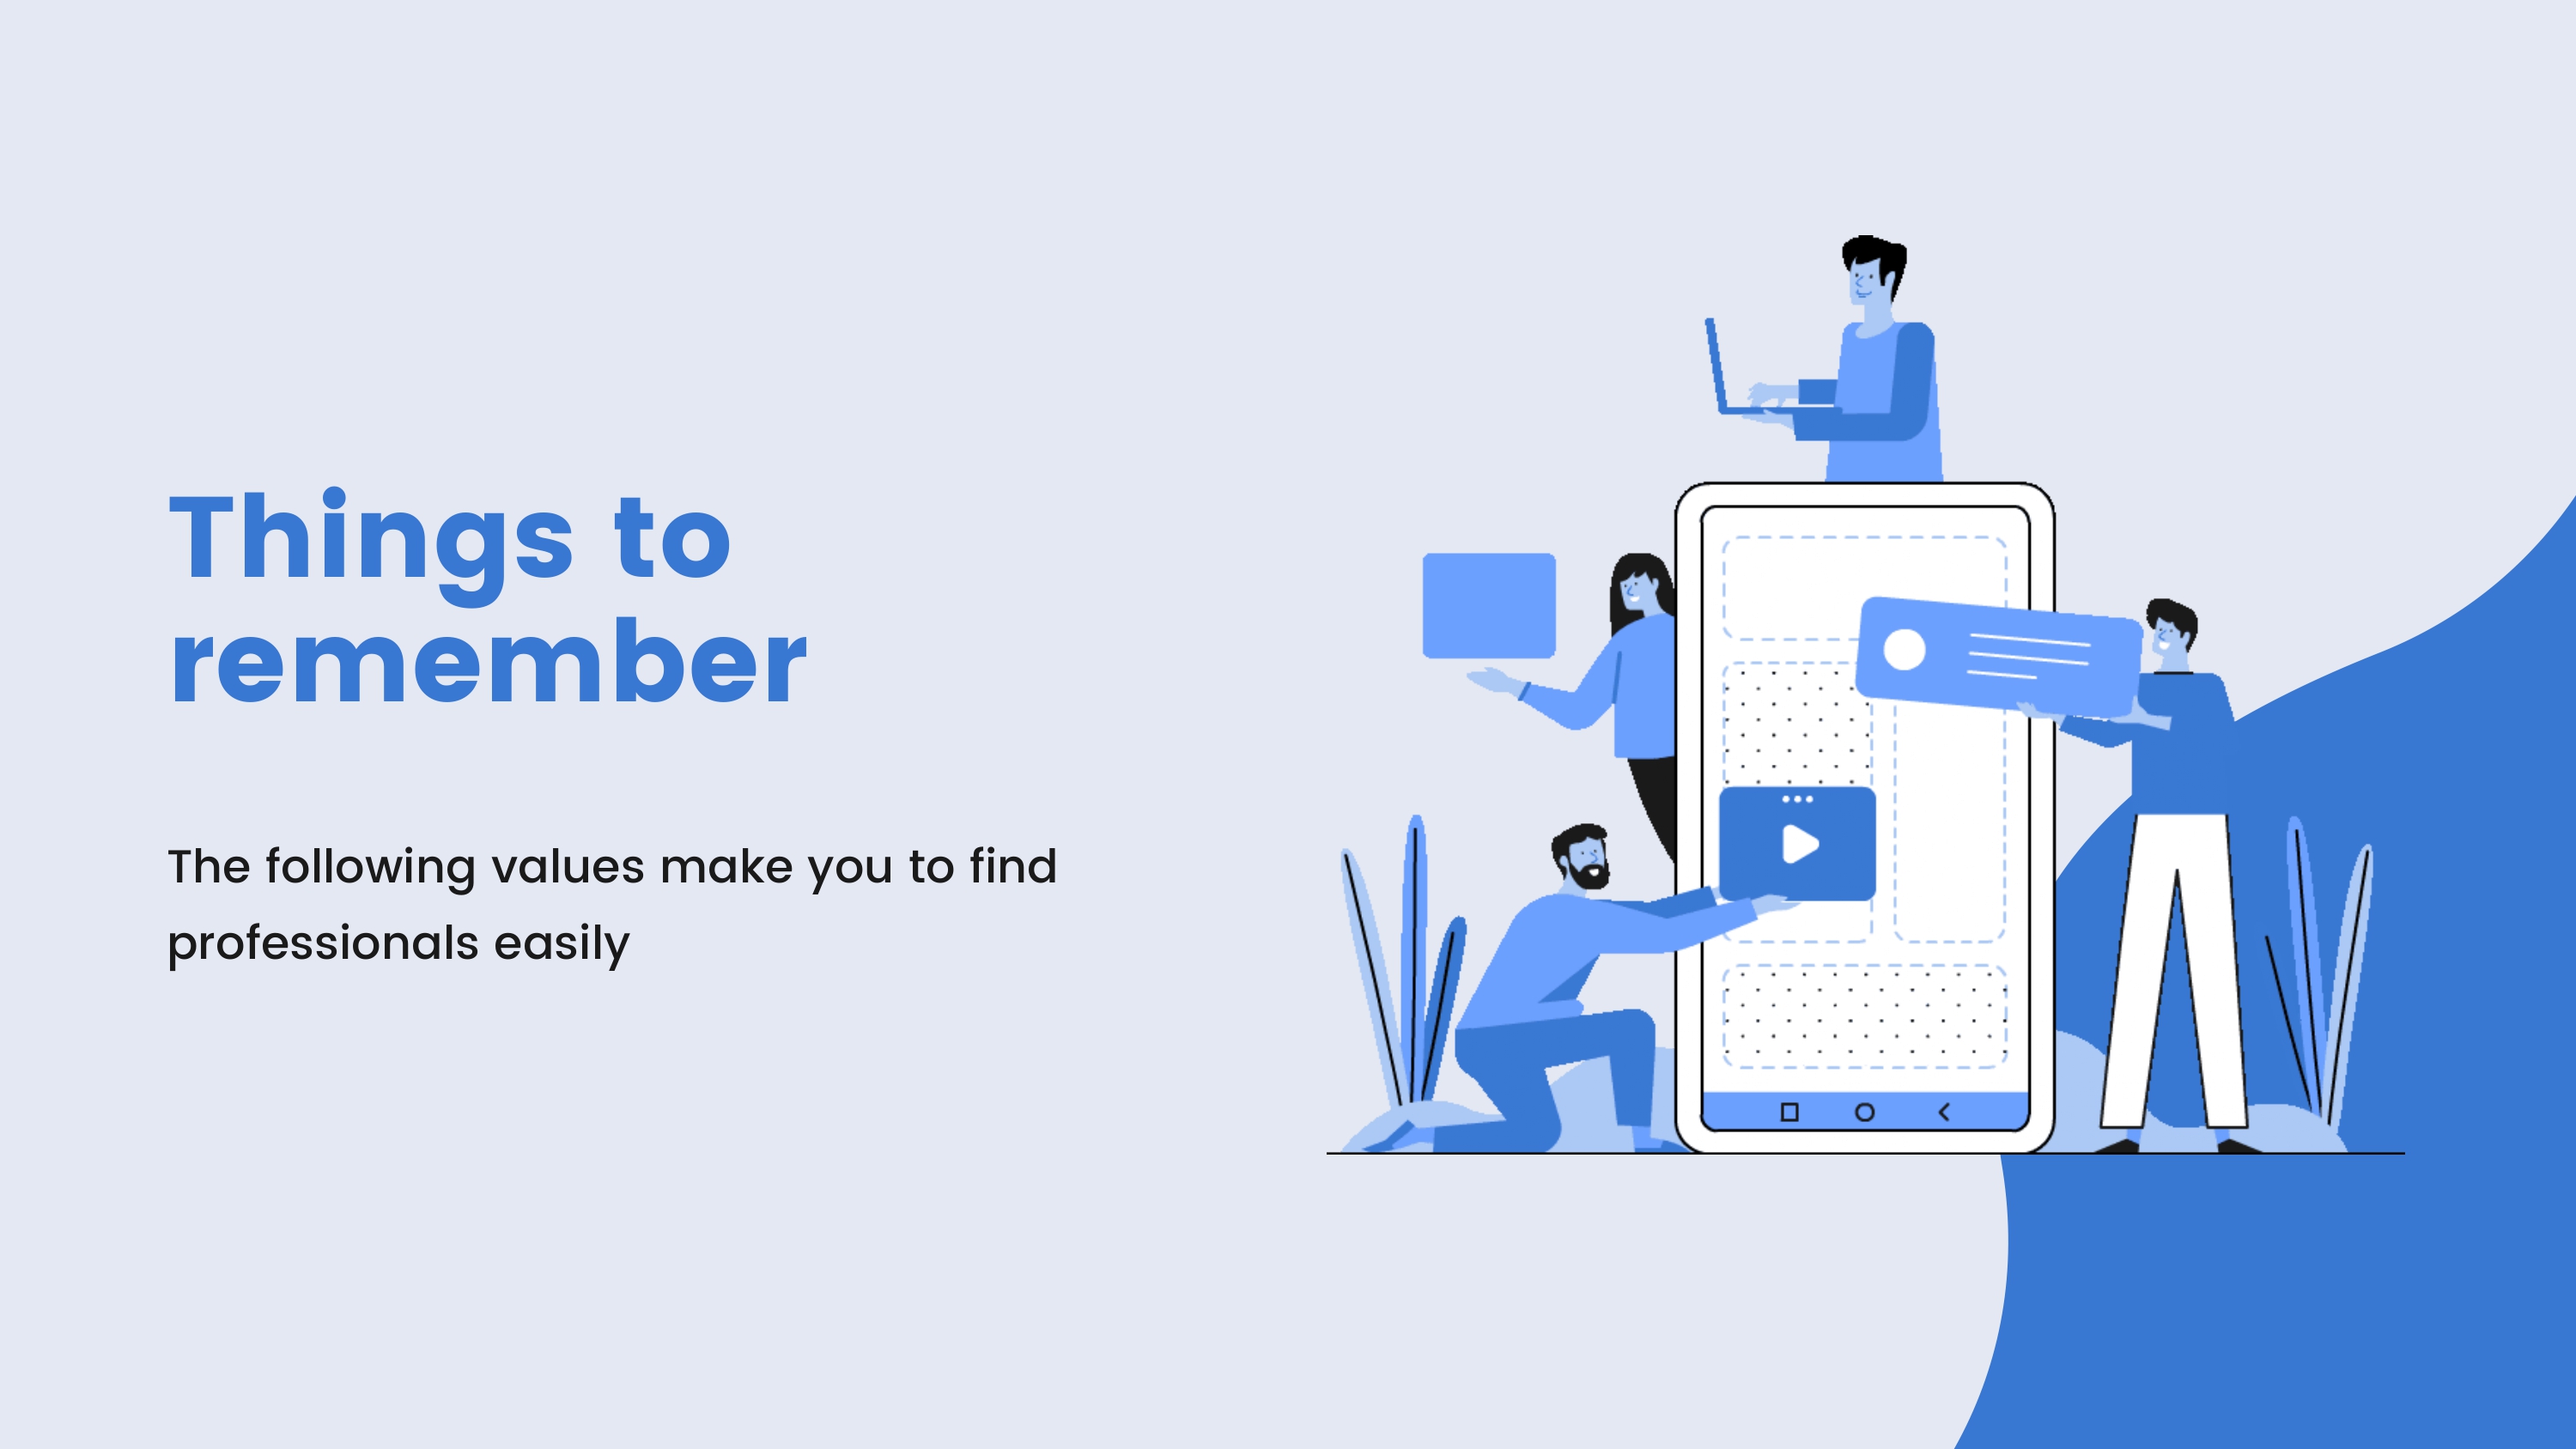 Things to
remember
The following values make you to find
professionals easily